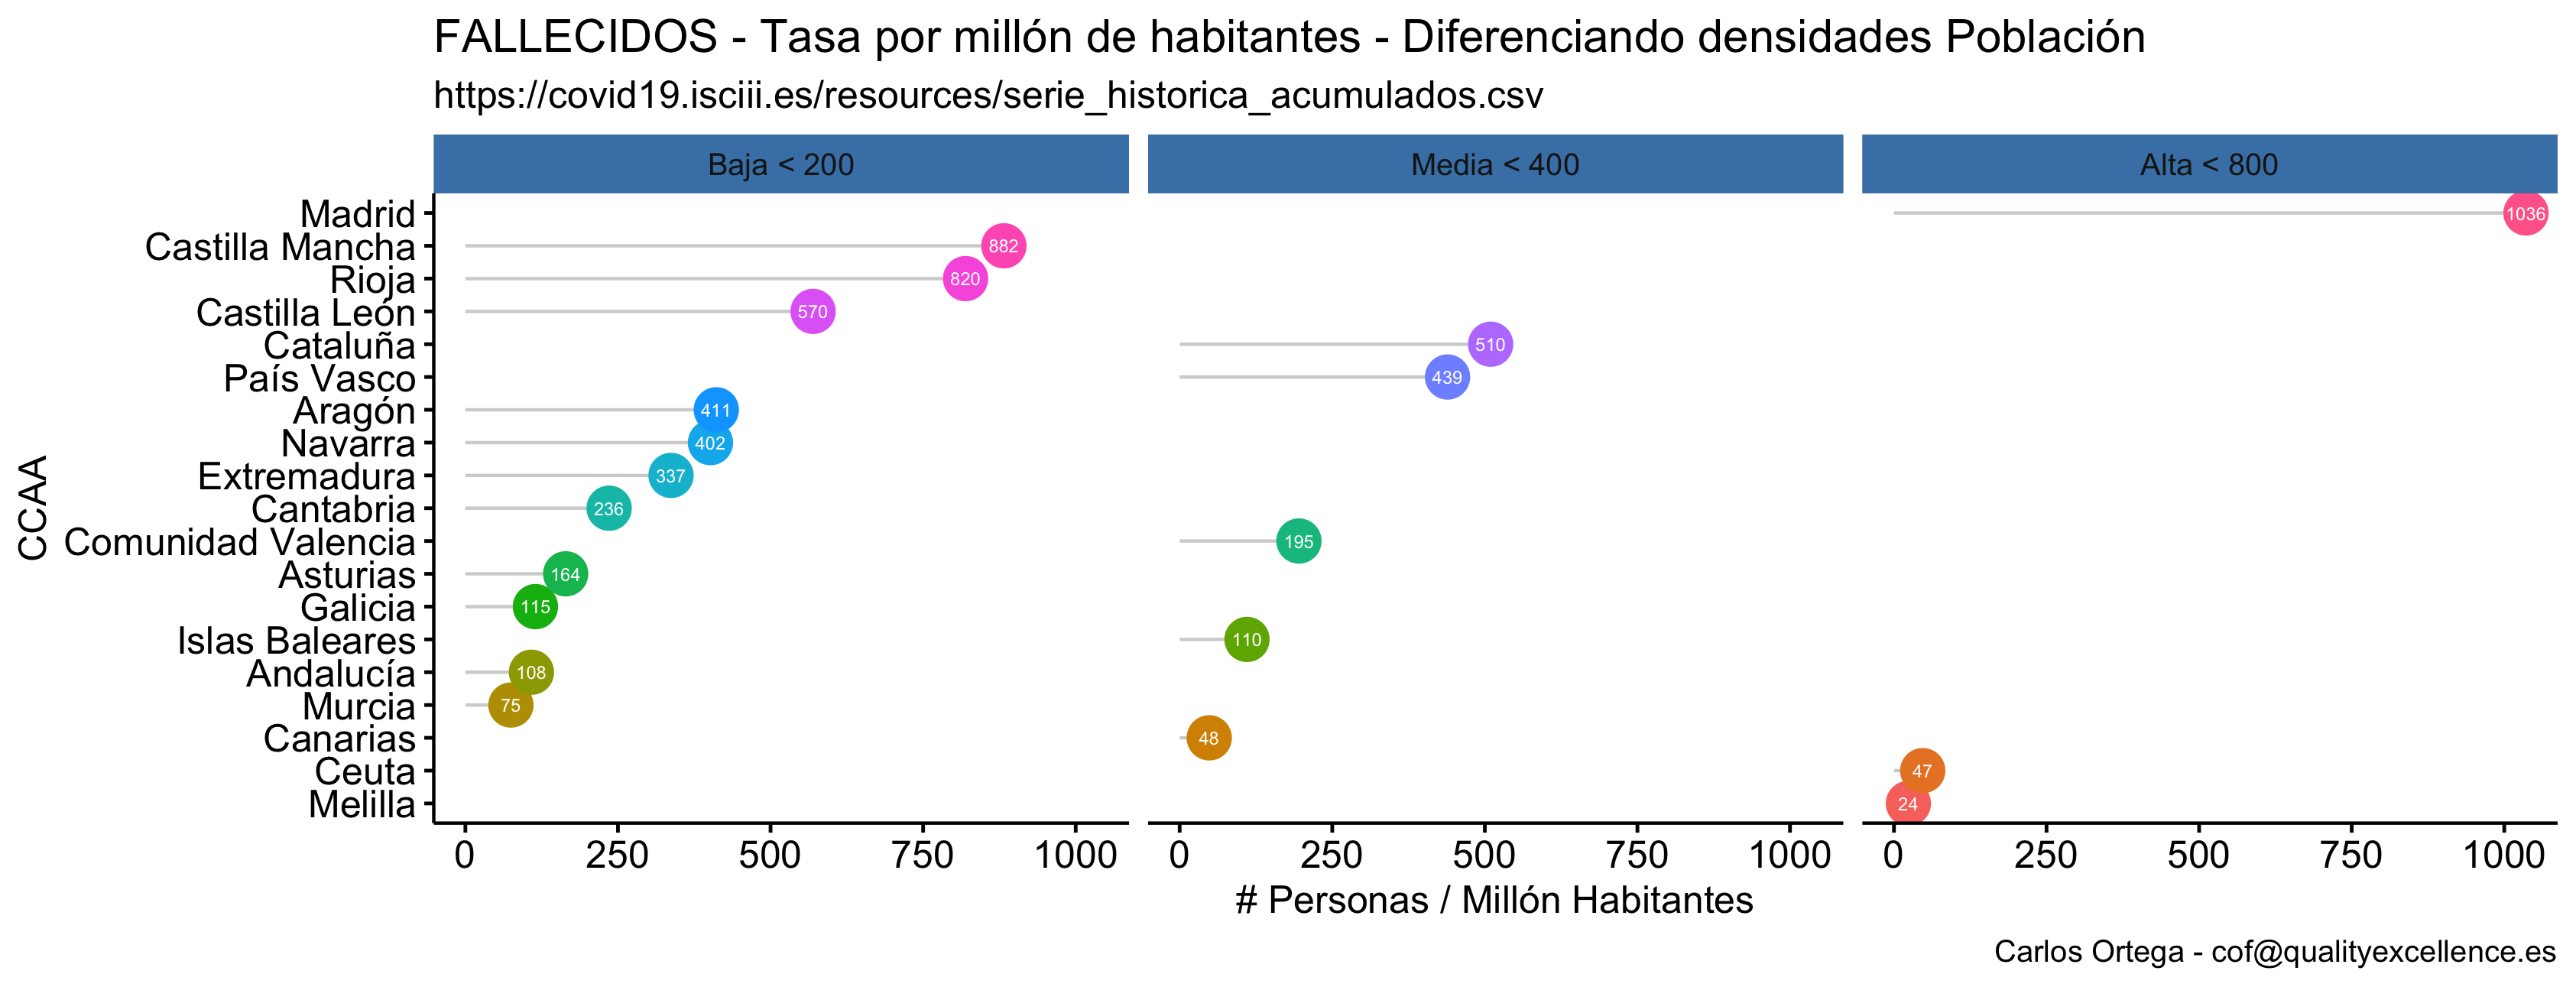 FALLECIDOS - Tasa por millón de habitantes - Diferenciando densidades Población
https://covid19.isciii.es/resources/serie_historica_acumulados.csv
Baja < 200
Media < 400
Alta < 800
CCAA
Madrid 1036
Castilla Mancha 882
Rioja 820
Castilla León 570
Cataluña 510
País Vasco 439
Aragón 411
Navarra 402
Extremadura 337
Cantabria 236
Comunidad Valencia 195
Asturias 164
Galicia 115
Islas Baleares 110
Andalucía 108
Murcia 75
Canarias 48
Ceuta 47
Melilla 24
0 250 500 750 1000
0 250 500 750 1000
0 250 500 750 1000
# Personas / Millón Habitantes
Carlos Ortega - cof@qualityexcellence.es